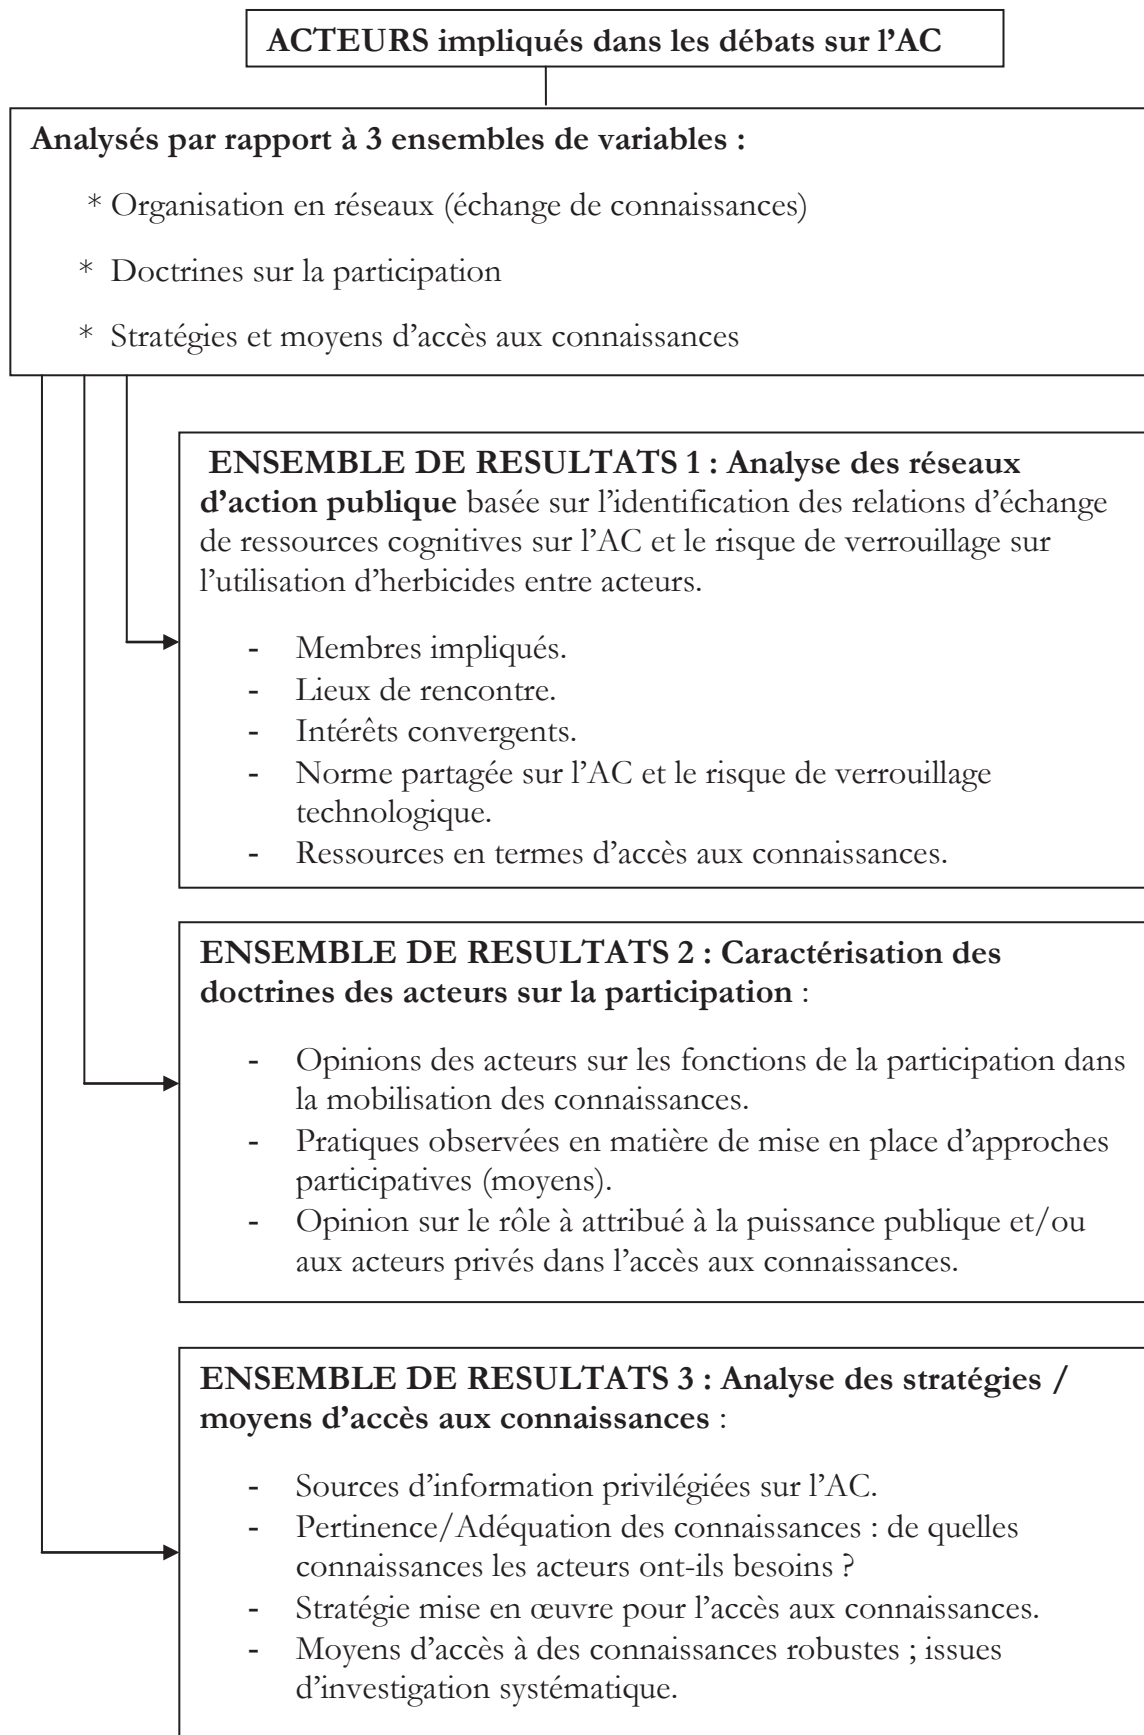 ACTEURS impliqués dans les débats sur l’AC
Analysés par rapport à 3 ensembles de variables :
* Organisation en réseaux (échange de connaissances)
* Doctrines sur la participation
* Stratégies et moyens d’accès aux connaissances
ENSEMBLE DE RESULTATS 1 : Analyse des réseaux
d’action publique basée sur l’identification des relations d’échange
de ressources cognitives sur l’AC et le risque de verrouillage sur
l’utilisation d’herbicides entre acteurs.
- Membres impliqués.
- Lieux de rencontre.
- Intérêts convergents.
- Norme partagée sur l’AC et le risque de verrouillage
technologique.
- Ressources en termes d’accès aux connaissances.
ENSEMBLE DE RESULTATS 2 : Caractérisation des
doctrines des acteurs sur la participation :
- Opinions des acteurs sur les fonctions de la participation dans
la mobilisation des connaissances.
- Pratiques observées en matière de mise en place d’approches
participatives (moyens).
- Opinion sur le rôle à attribué à la puissance publique et/ou
aux acteurs privés dans l’accès aux connaissances.
ENSEMBLE DE RESULTATS 3 : Analyse des stratégies /
moyens d’accès aux connaissances :
- Sources d’information privilégiées sur l’AC.
- Pertinence/Adéquation des connaissances : de quelles
connaissances les acteurs ont-ils besoins ?
- Stratégie mise en œuvre pour l’accès aux connaissances.
- Moyens d’accès à des connaissances robustes ; issues
d’investigation systématique.